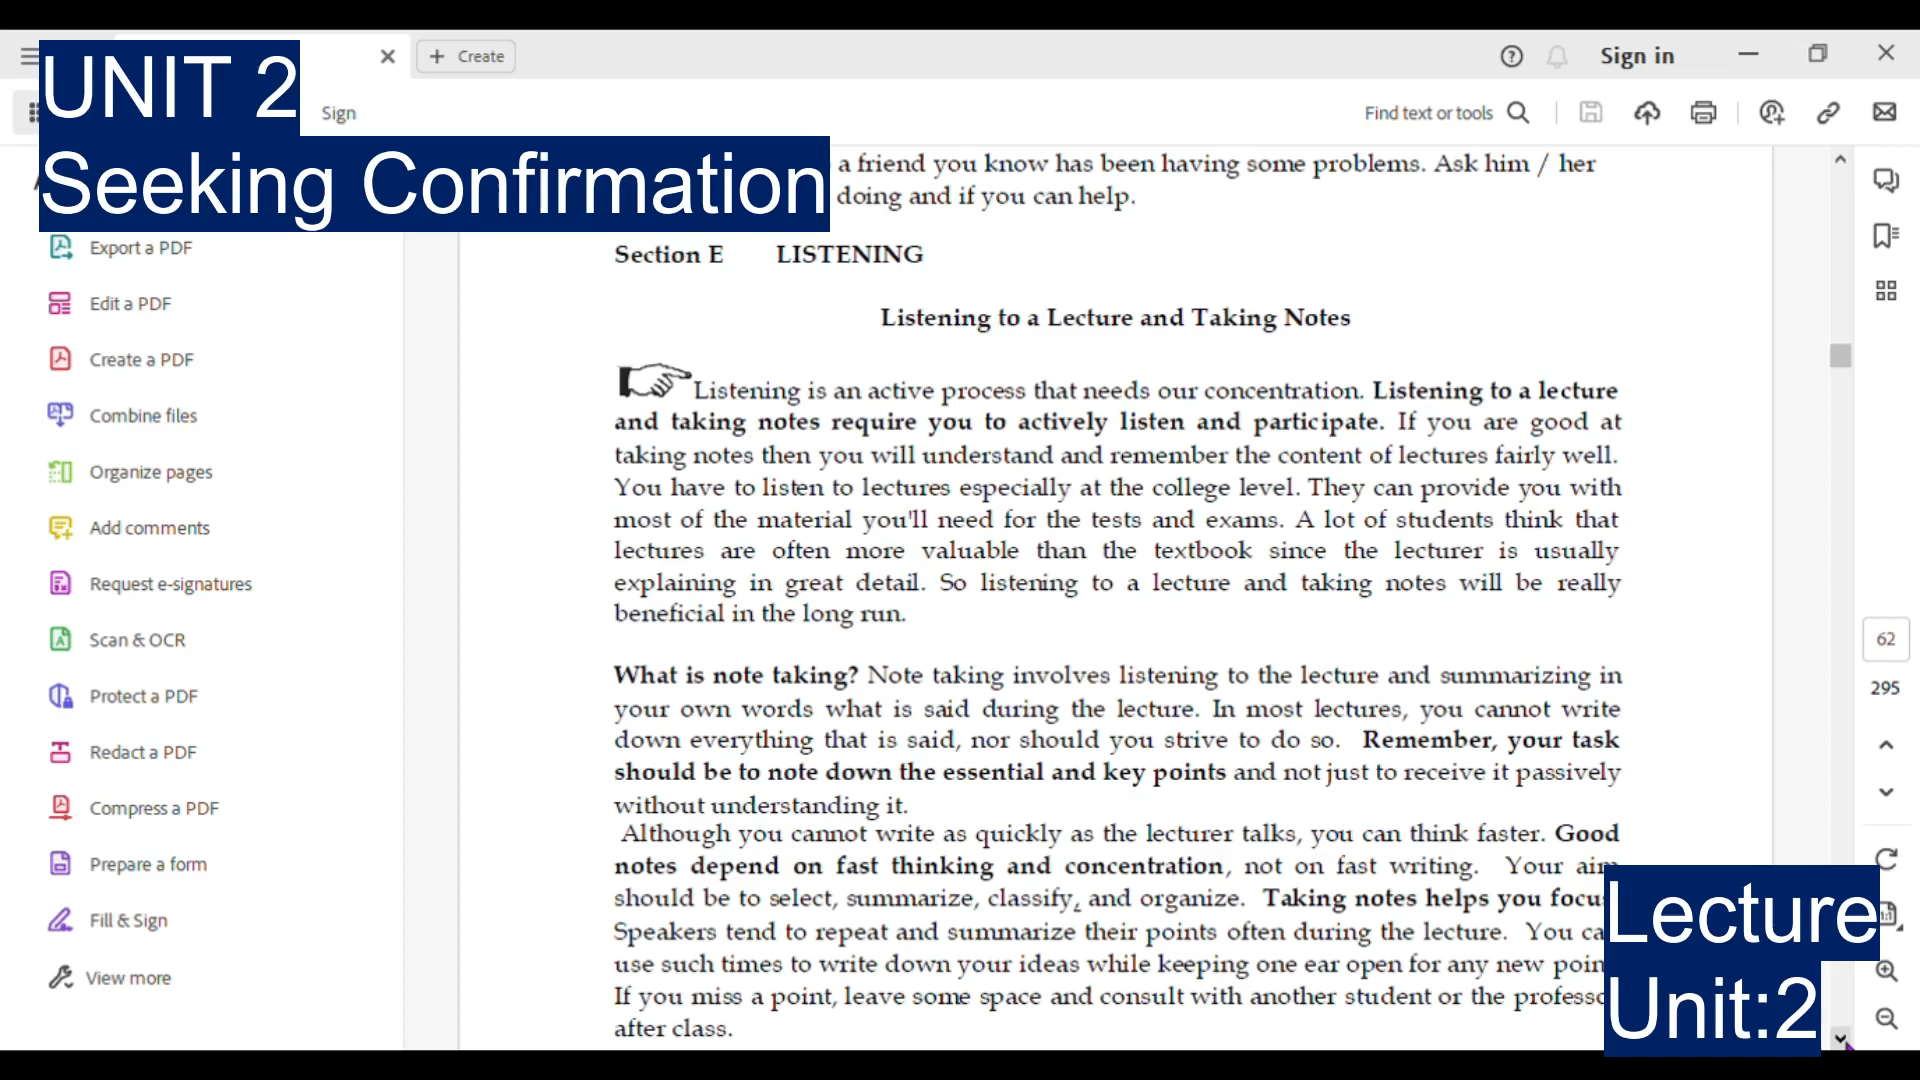 UNIT 2
Seeking Confirmation
Create
Sign in
Sign
Find text or tools
a friend you know has been having some problems. Ask him / her
doing and if you can help.
Export a PDF
Edit a PDF
Create a PDF
Combine files
Organize pages
Add comments
Request e-signatures
Scan & OCR
Protect a PDF
Redact a PDF
Compress a PDF
Prepare a form
Fill & Sign
View more
Section E LISTENING
Listening to a Lecture and Taking Notes
Listening is an active process that needs our concentration. Listening to a lecture
and taking notes require you to actively listen and participate. If you are good at
taking notes then you will understand and remember the content of lectures fairly well.
You have to listen to lectures especially at the college level. They can provide you with
most of the material you'll need for the tests and exams. A lot of students think that
lectures are often more valuable than the textbook since the lecturer is usually
explaining in great detail. So listening to a lecture and taking notes will be really
beneficial in the long run.
What is note taking? Note taking involves listening to the lecture and summarizing in
your own words what is said during the lecture. In most lectures, you cannot write
down everything that is said, nor should you strive to do so. Remember, your task
should be to note down the essential and key points and not just to receive it passively
without understanding it.
Although you cannot write as quickly as the lecturer talks, you can think faster. Good
notes depend on fast thinking and concentration, not on fast writing. Your
should be to select, summarize, classify, and organize. Taking notes helps you
Speakers tend to repeat and summarize their points often during the lecture. You
use such times to write down your ideas while keeping one ear open for any new
If you miss a point, leave some space and consult with another student or the
after class.
62
295
Lecture
Unit:2